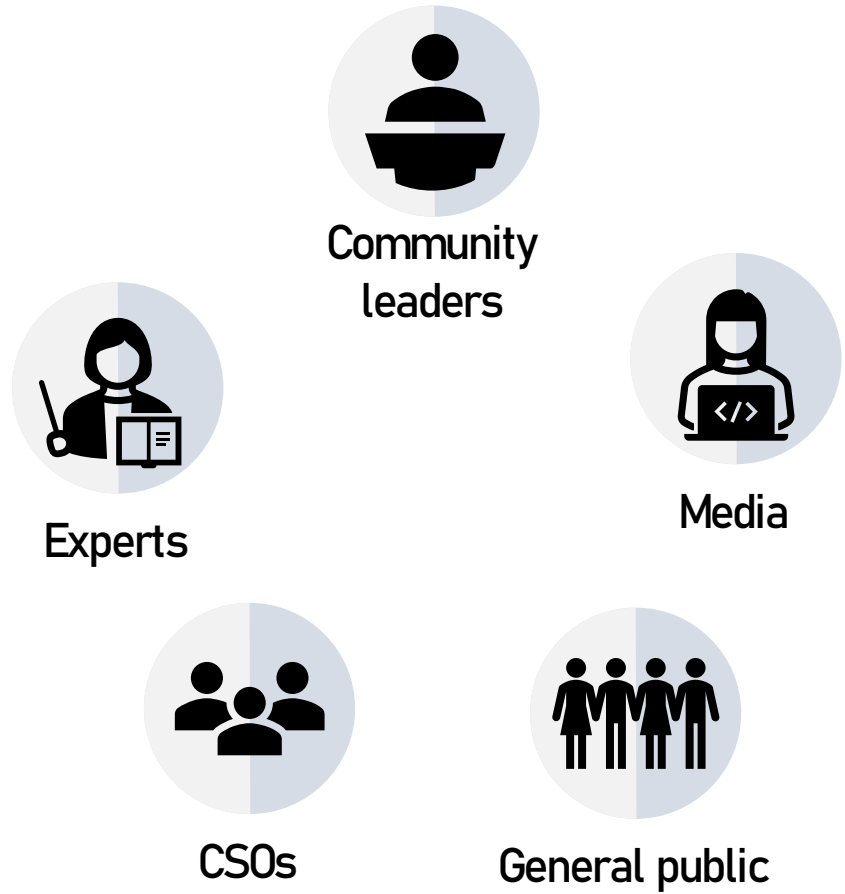 Community
leaders
Experts
Media
</>
CSOs
General public